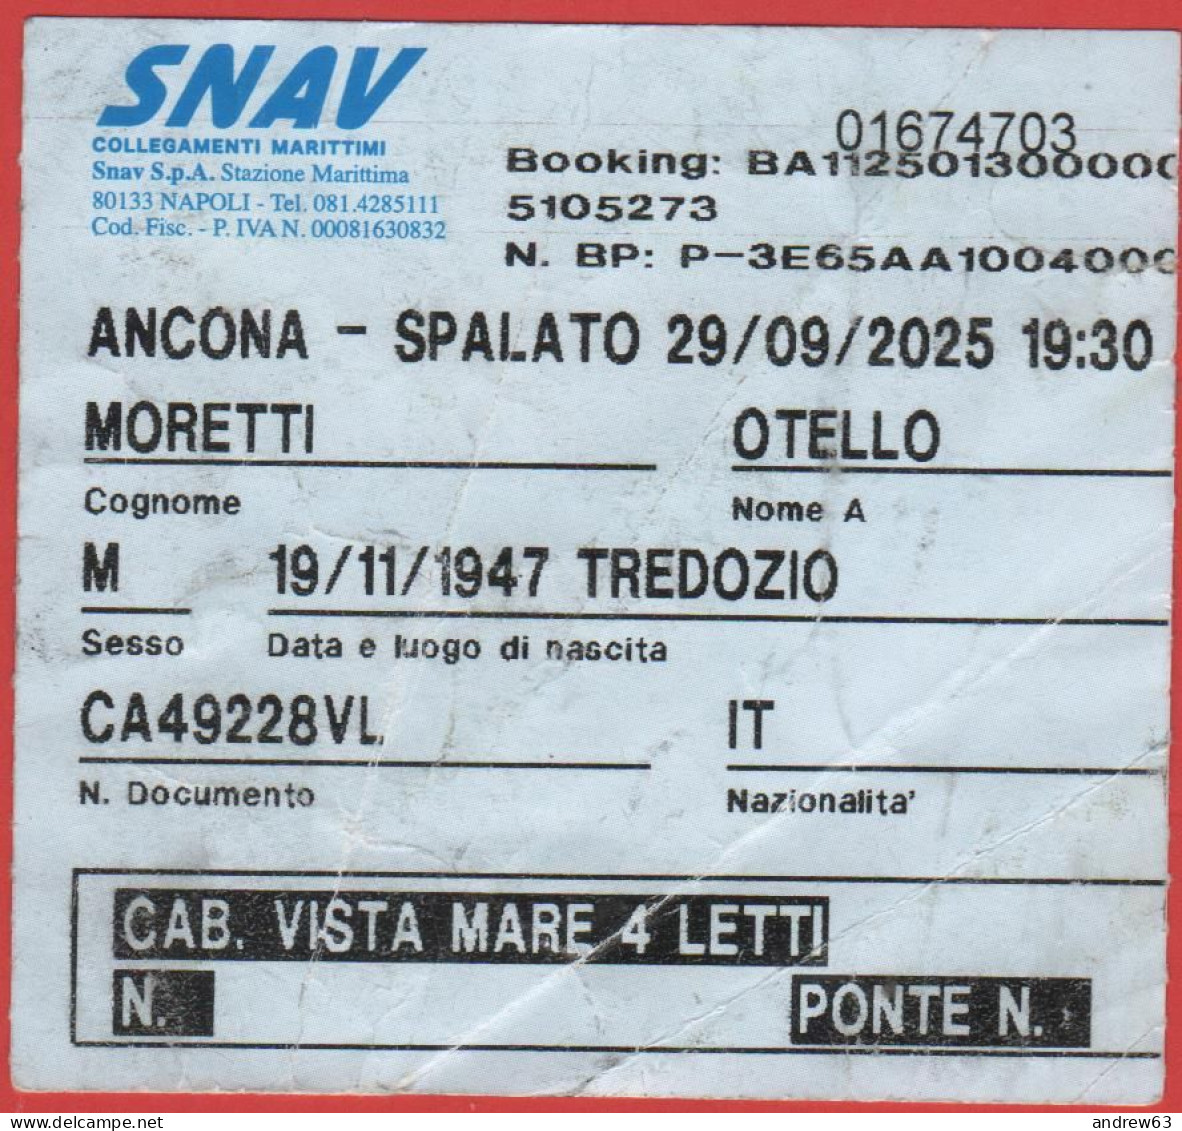 SNAV
COLLEGAMENTI MARITTIMI
Snav S.p.A. Stazione Marittima
80133 NAPOLI - Tel. 081.4285111
Cod. Fisc. - P. IVA N. 00081630832
01674703
Booking: BA112501300000
5105273
N. BP: P-3E65AA1004000
ANCONA - SPALATO 29/09/2025 19:30
MORETTI OTELLO
Cognome Nome A
M 19/11/1947 TREDOZIO
Sesso Data e luogo di nascita
CA49228VL IT
N. Documento Nazionalita'
CAB. VISTA MARE 4 LETTI
N. PONTE N.
andrew63